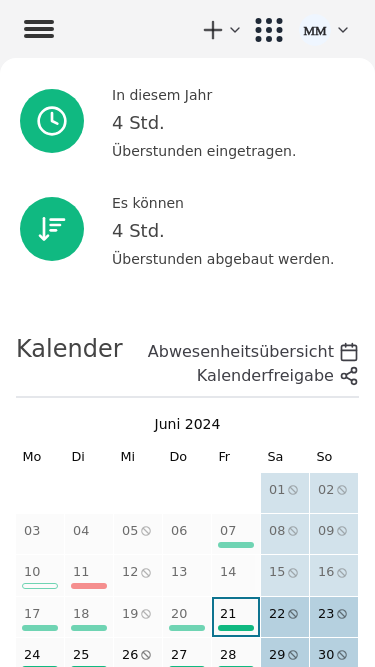 MM
In diesem Jahr
4 Std.
Überstunden eingetragen.
Es können
4 Std.
Überstunden abgebaut werden.
Kalender
Abwesenheitsübersicht
Kalenderfreigabe
Juni 2024
Mo Di Mi Do Fr Sa So
01 02
03 04 05 06 07 08 09
10 11 12 13 14 15 16
17 18 19 20 21 22 23
24 25 26 27 28 29 30